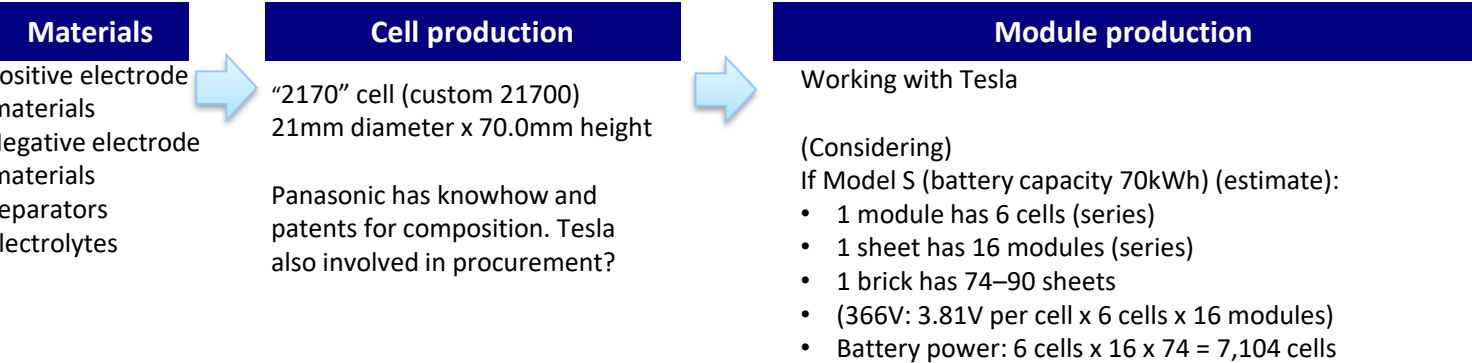 Materials
ositive electrode
materials
Negative electrode
materials
eparators
lectrolytes
Cell production
“2170” cell (custom 21700)
21mm diameter x 70.0mm height
Panasonic has knowhow and
patents for composition. Tesla
also involved in procurement?
Module production
Working with Tesla
(Considering)
If Model S (battery capacity 70kWh) (estimate):
• 1 module has 6 cells (series)
• 1 sheet has 16 modules (series)
• 1 brick has 74–90 sheets
• (366V: 3.81V per cell x 6 cells x 16 modules)
• Battery power: 6 cells x 16 x 74 = 7,104 cells